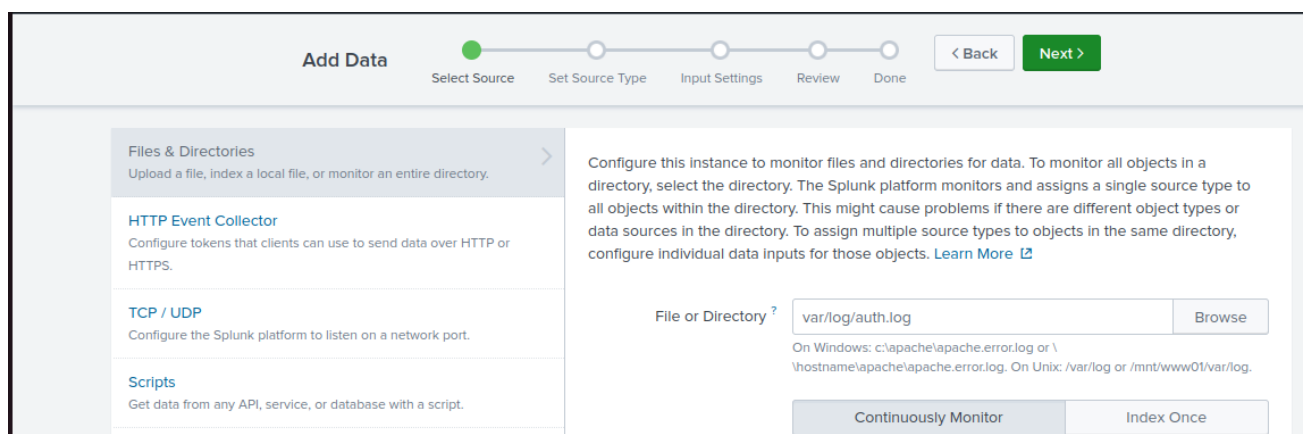 Add Data
Select Source
Set Source Type
Input Settings
Review
Done
< Back
Next >
Files & Directories
Upload a file, index a local file, or monitor an entire directory.
HTTP Event Collector
Configure tokens that clients can use to send data over HTTP or
HTTPS.
TCP / UDP
Configure the Splunk platform to listen on a network port.
Scripts
Get data from any API, service, or database with a script.
Configure this instance to monitor files and directories for data. To monitor all objects in a
directory, select the directory. The Splunk platform monitors and assigns a single source type to
all objects within the directory. This might cause problems if there are different object types or
data sources in the directory. To assign multiple source types to objects in the same directory,
configure individual data inputs for those objects. Learn More
File or Directory ?
var/log/auth.log
Browse
On Windows: c:\apache\apache.error.log or \
\hostname\apache\apache.error.log. On Unix: /var/log or /mnt/www01/var/log.
Continuously Monitor
Index Once